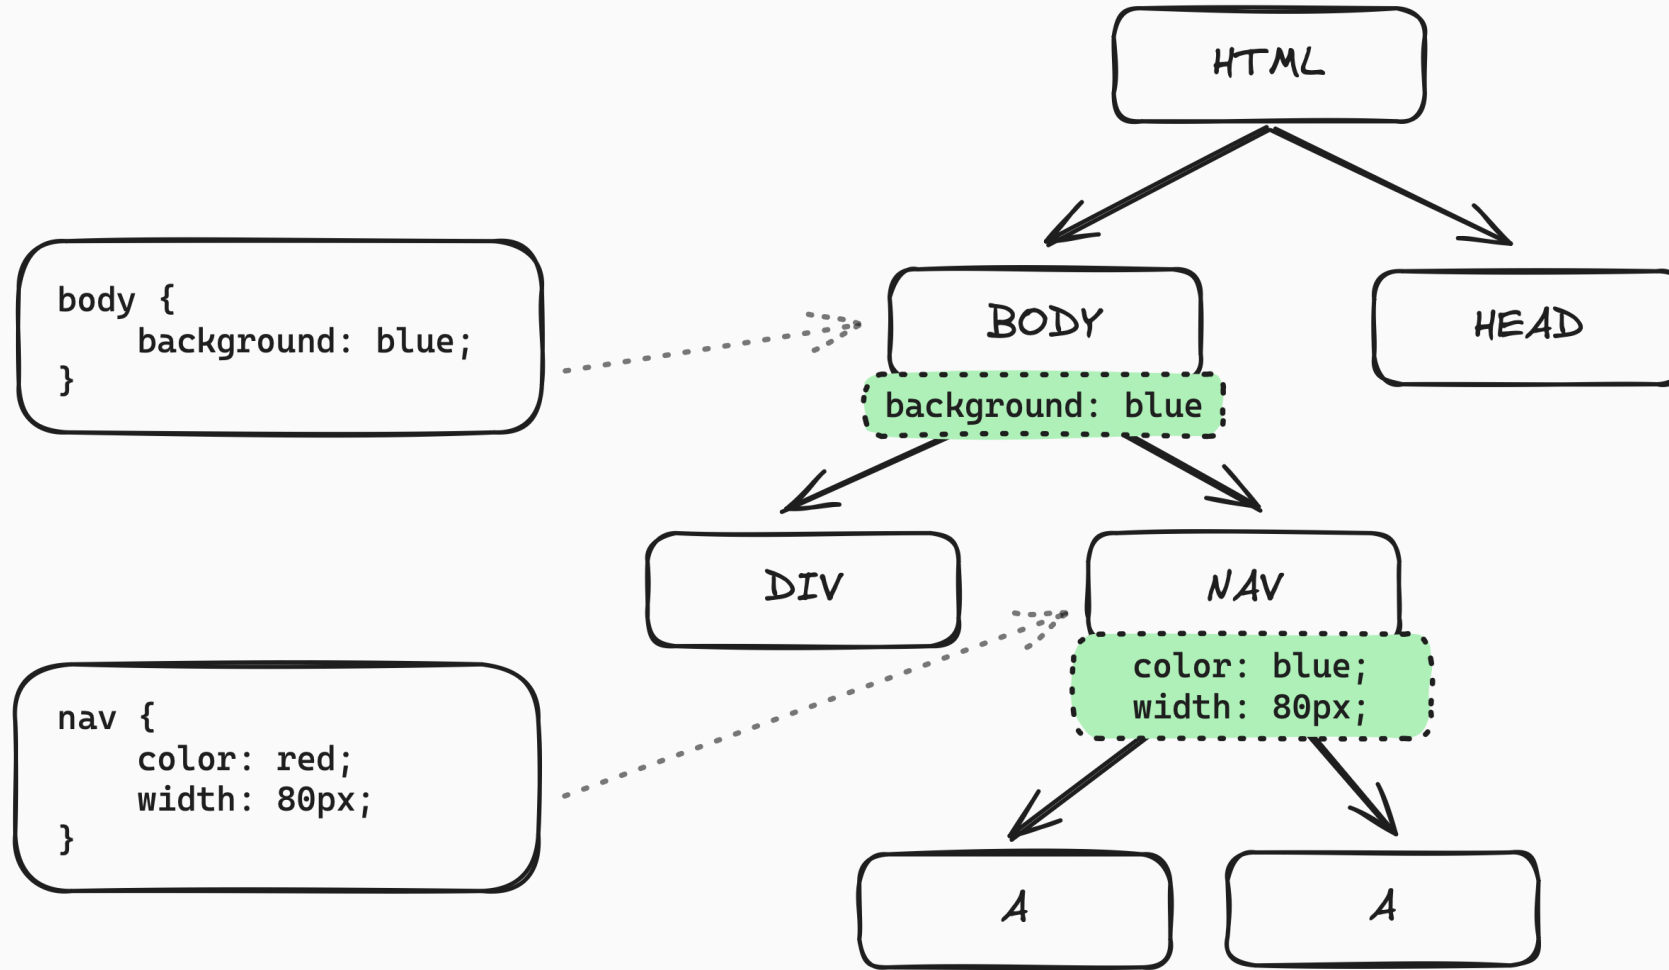 HTML
body {
    background: blue;
}
BODY
HEAD
background: blue
DIV
NAV
nav {
    color: red;
    width: 80px;
}
color: blue;
width: 80px;
A
A